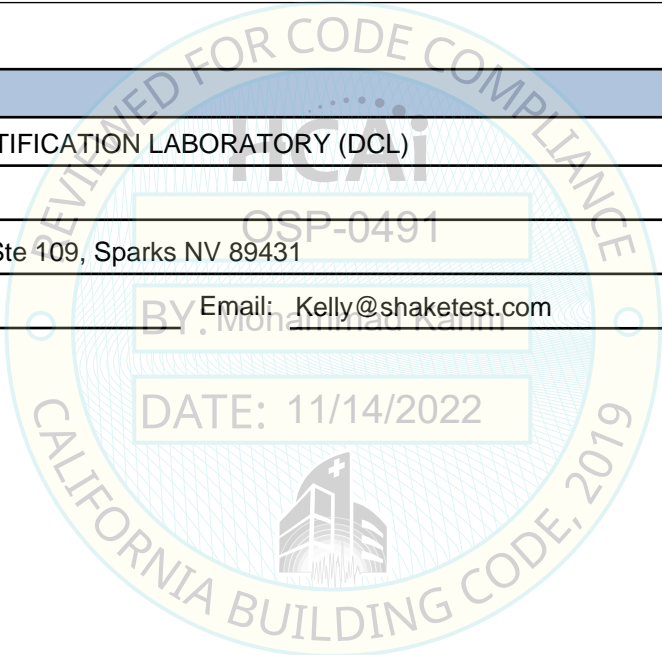 REVIEWED FOR CODE COMPLIANCE
HCAi
TIFICATION LABORATORY (DCL)
OSP-0491
Ste 109, Sparks NV 89431
Email: Kelly@shaketest.com
BY: Mohammad Karim
DATE: 11/14/2022
CALIFORNIA BUILDING CODE, 2019